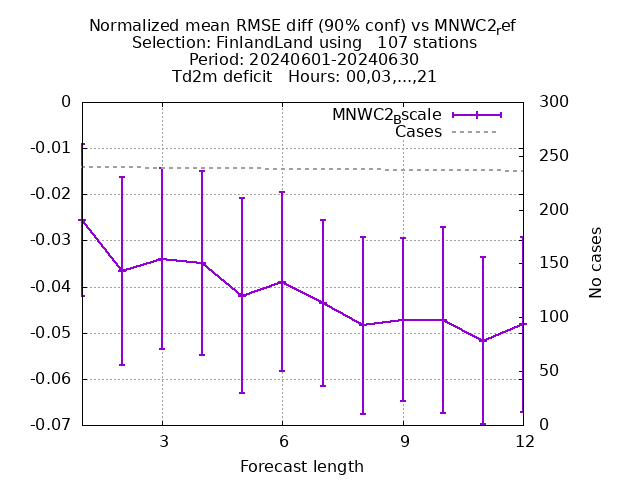 Normalized mean RMSE diff (90% conf) vs MNWC2ref
Selection: FinlandLand using 107 stations
Period: 20240601-20240630
Td2m deficit Hours: 00,03,...,21
MNWC2Bscale
Cases
0
-0.01
-0.02
-0.03
-0.04
-0.05
-0.06
-0.07
300
250
200
150
100
50
0
No cases
3
6
9
12
Forecast length